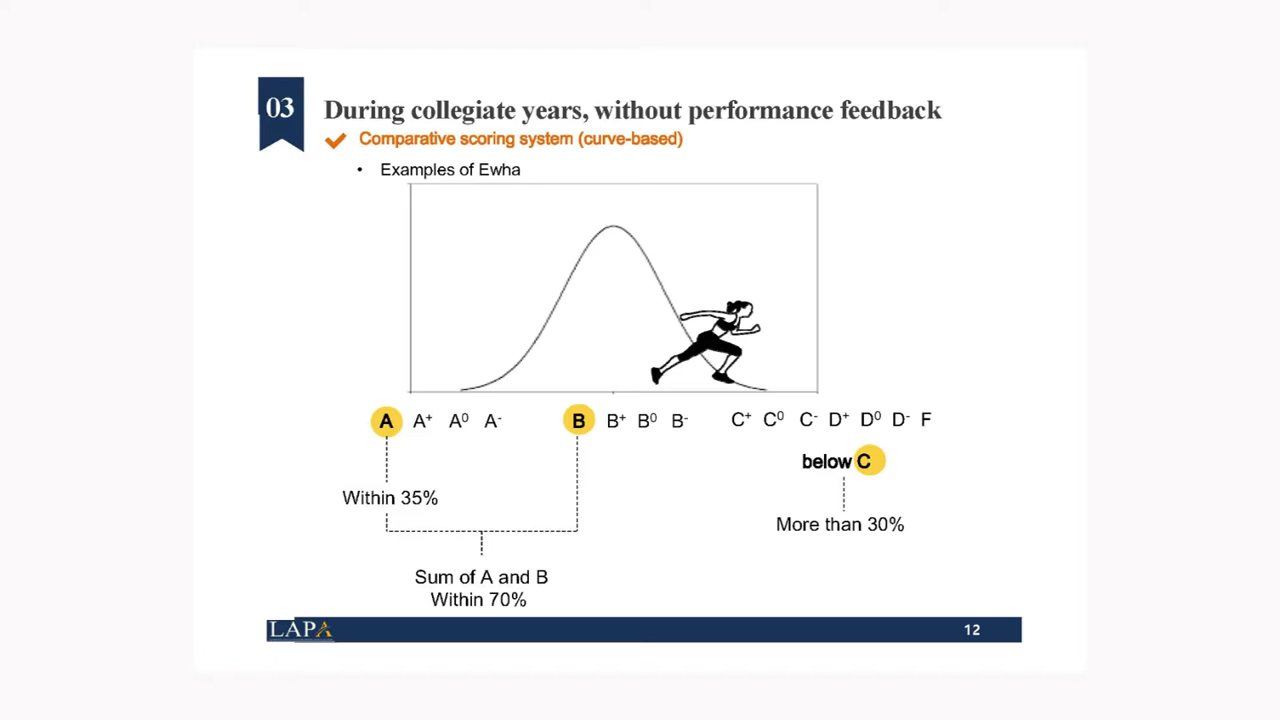 03
During collegiate years, without performance feedback
Comparative scoring system (curve-based)
• Examples of Ewha
A A⁺ A⁰ A⁻ B B⁺ B⁰ B⁻ C⁺ C⁰ C⁻ D⁺ D⁰ D⁻ F
below C
Within 35%
More than 30%
Sum of A and B
Within 70%
LAPA
12